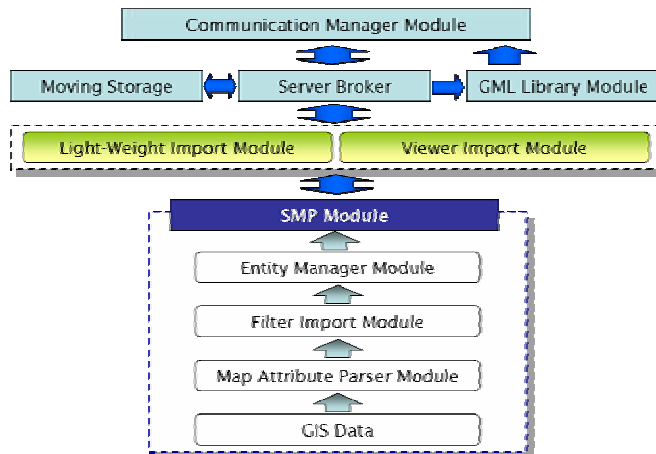 Communication Manager Module
Moving Storage
Server Broker
GML Library Module
Light-Weight Import Module
Viewer Import Module
SMP Module
Entity Manager Module
Filter Import Module
Map Attribute Parser Module
GIS Data